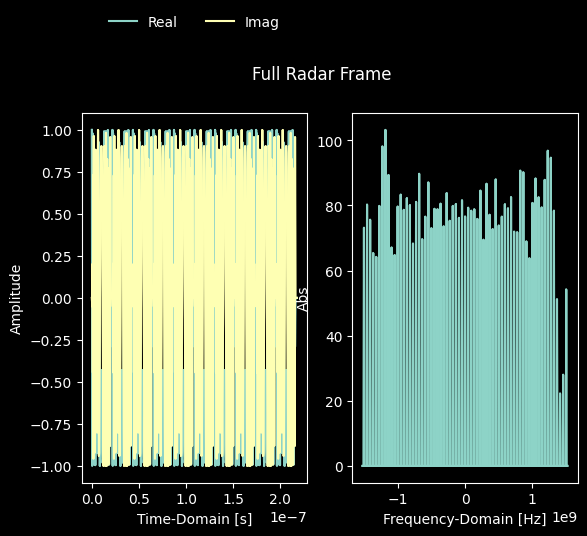 Real Imag
Full Radar Frame
Amplitude
1.00
0.75
0.50
0.25
0.00
−0.25
−0.50
−0.75
−1.00
0.0 0.5 1.0 1.5 2.0
1e−7
Time-Domain [s]
Abs
100
80
60
40
20
0
−1 0 1
1e9
Frequency-Domain [Hz]